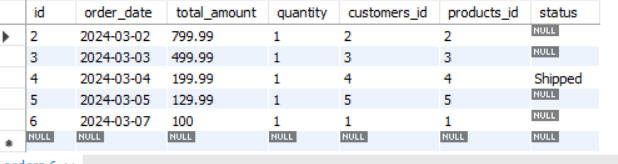 id order_date total_amount quantity customers_id products_id status
2 2024-03-02 799.99 1 2 2 NULL
3 2024-03-03 499.99 1 3 3 NULL
4 2024-03-04 199.99 1 4 4 Shipped
5 2024-03-05 129.99 1 5 5 NULL
6 2024-03-07 100 1 1 1 NULL
NULL NULL NULL NULL NULL NULL NULL